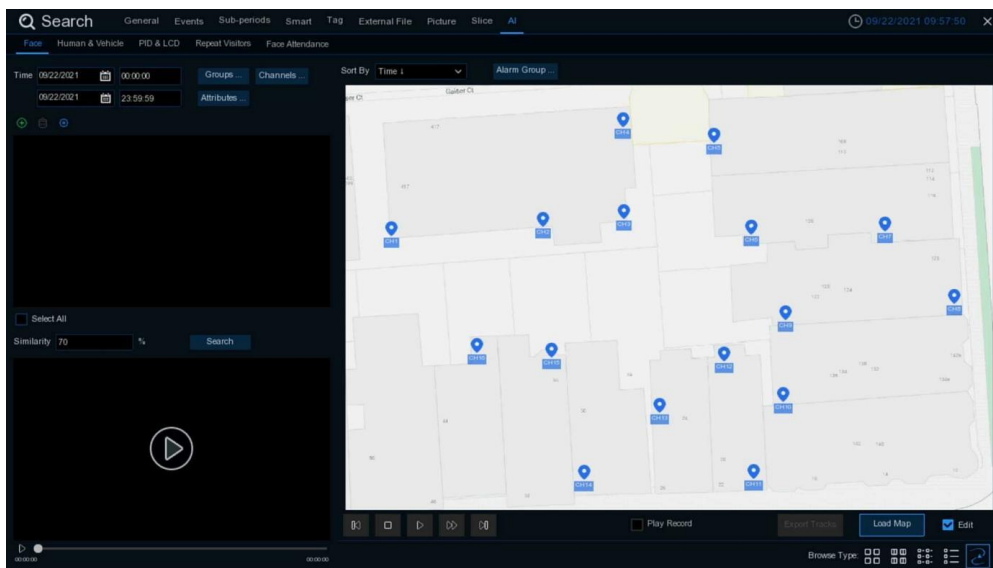 Search General Events Sub-periods Smart Tag External File Picture Slice AI 09/22/2021 09:57:50
Face Human & Vehicle PID & LCD Repeat Visitors Face Attendance
Time 09/22/2021 00:00:00 Groups... Channels ...
09/22/2021 23:59:59 Attributes ...
Sort By Time ↓ Alarm Group ...
417
CH4
CH5
417
CH3
CH2
CH1
CH6
CH7
CH8
CH9
Select All
Similarity 70 % Search
CH16
CH15
CH12
CH10
CH13
CH14
CH11
Play Record Export Tracks Load Map Edit
00:00:00 00:00:00
Browse Type: